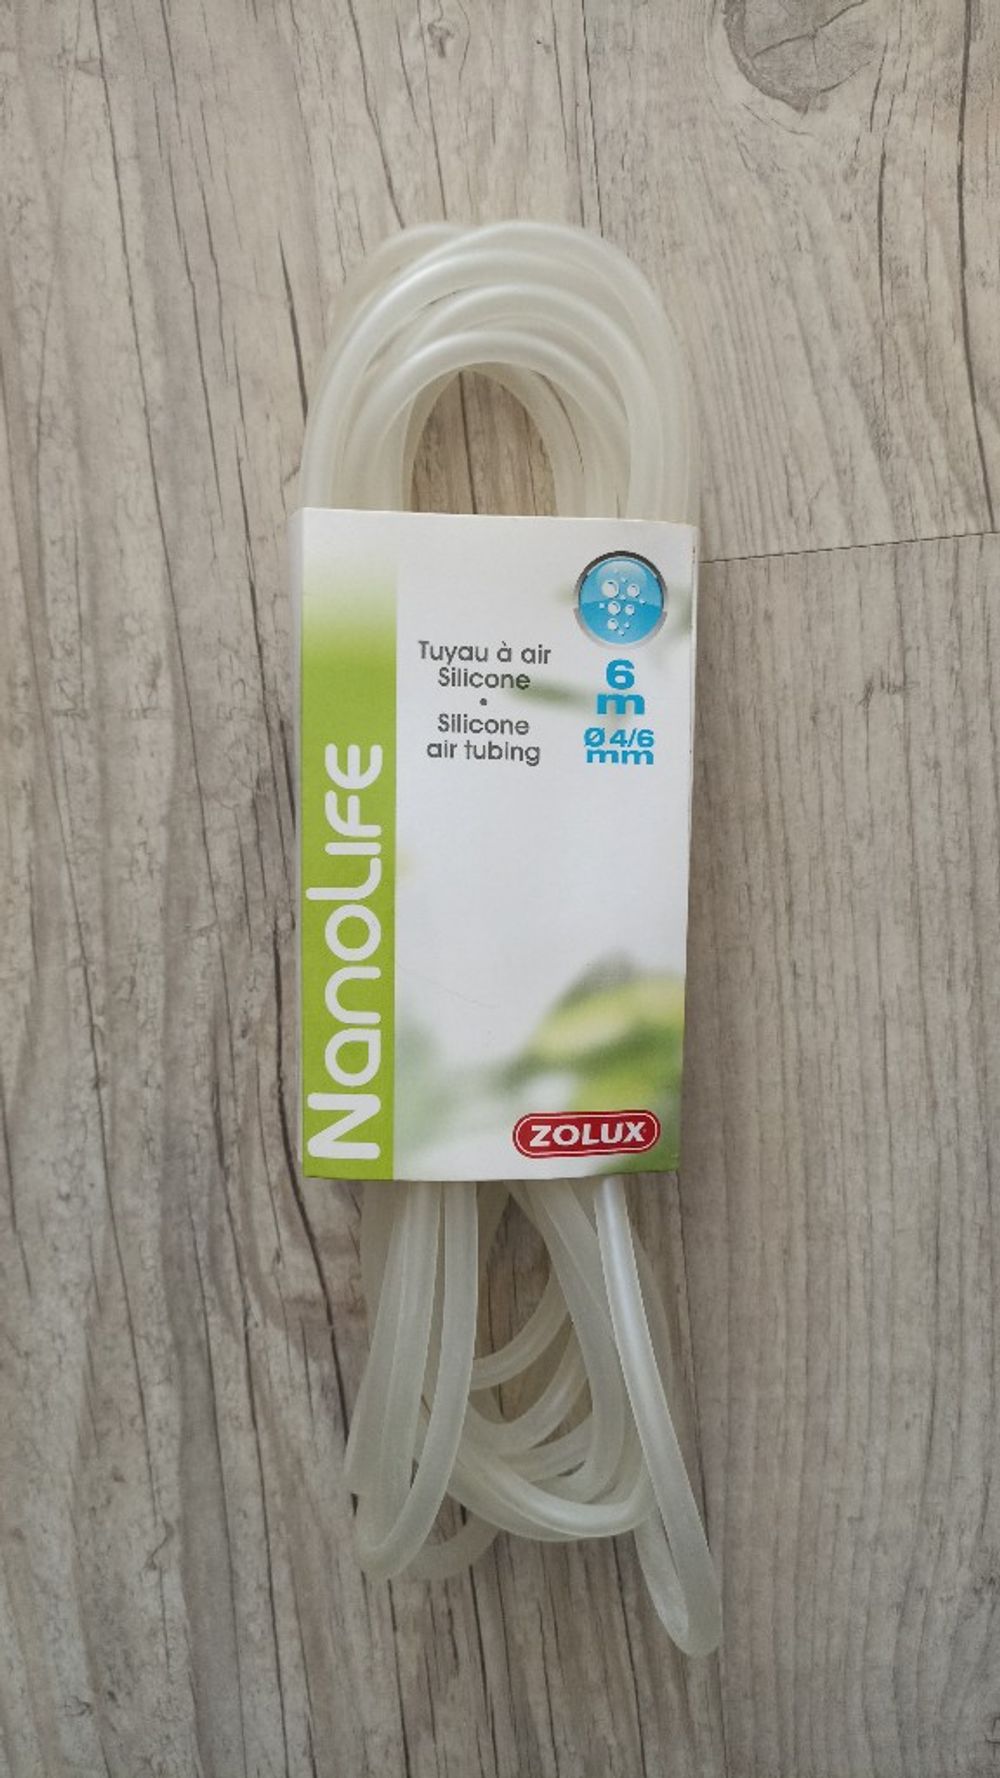 Tuyau à air
Silicone
•
Silicone
air tubing
6
m
Ø 4/6
mm
NanoLife
ZOLUX